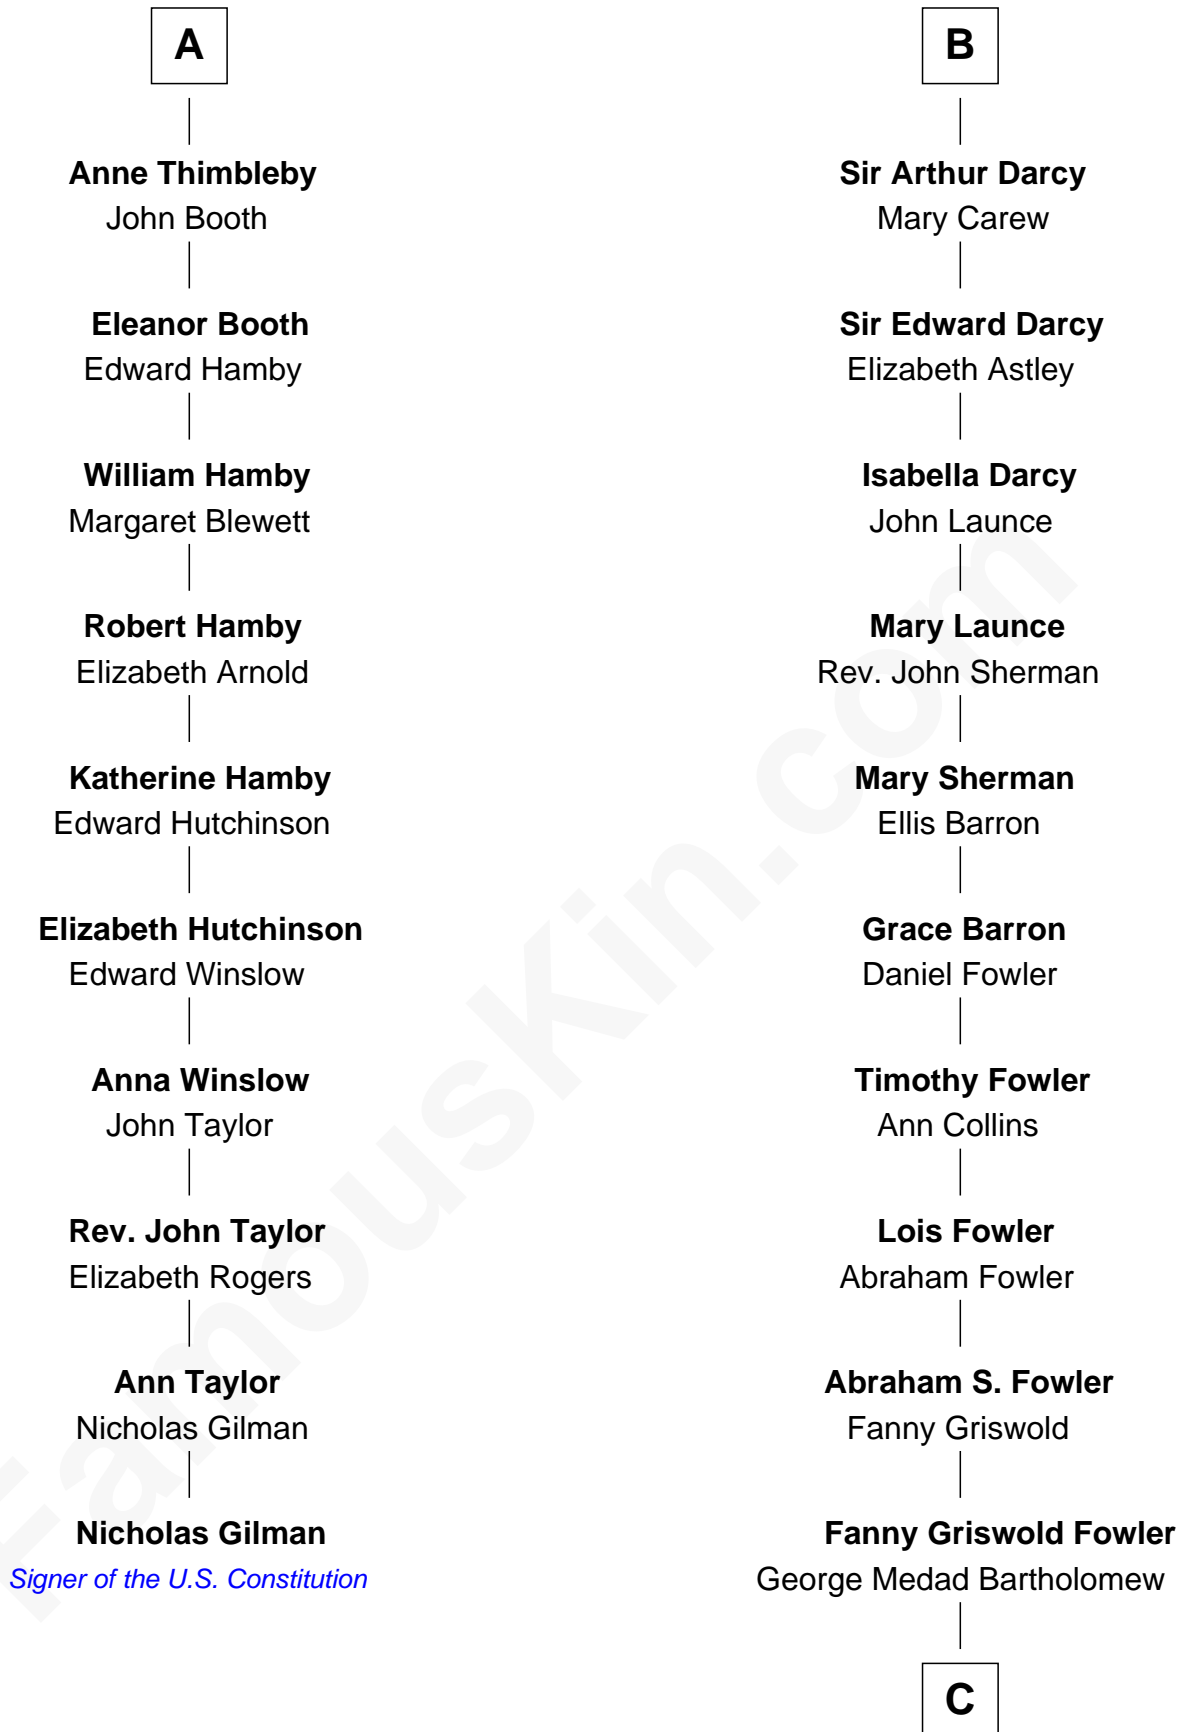 A
Anne Thimbleby
John Booth
Eleanor Booth
Edward Hamby
William Hamby
Margaret Blewett
Robert Hamby
Elizabeth Arnold
Katherine Hamby
Edward Hutchinson
Elizabeth Hutchinson
Edward Winslow
Anna Winslow
John Taylor
Rev. John Taylor
Elizabeth Rogers
Ann Taylor
Nicholas Gilman
Nicholas Gilman
Signer of the U.S. Constitution
B
Sir Arthur Darcy
Mary Carew
Sir Edward Darcy
Elizabeth Astley
Isabella Darcy
John Launce
Mary Launce
Rev. John Sherman
Mary Sherman
Ellis Barron
Grace Barron
Daniel Fowler
Timothy Fowler
Ann Collins
Lois Fowler
Abraham Fowler
Abraham S. Fowler
Fanny Griswold
Fanny Griswold Fowler
George Medad Bartholomew
C
FamousKin.com